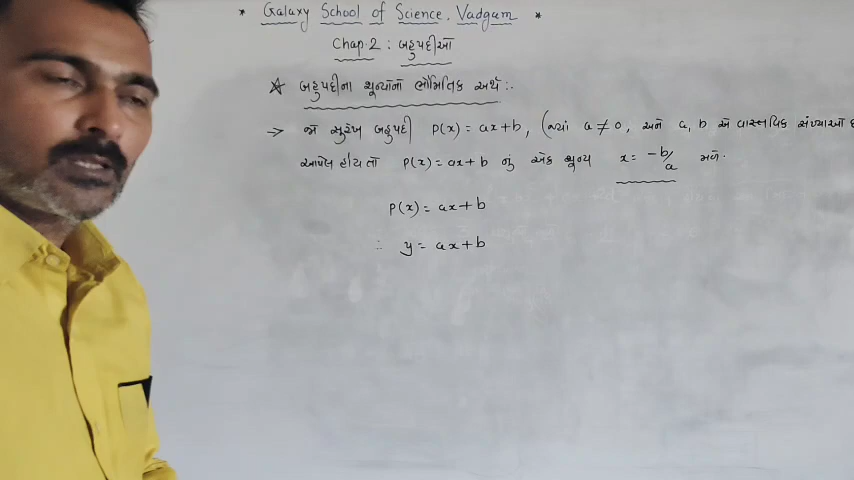 * Galaxy School of Science, Vadgam *
Chap.2 : બહુપદીઓ
☆ બહુપદીના શૂન્યોનો ભૌમિતિક અર્થ :.
→ જો સુરેખ બહુપદી P(x) = ax+b, (જ્યાં a ≠ 0, અને a, b એ વાસ્તવિક સંખ્યાઓ છ
આપેલ હોય તો P(x) = ax+b નું એક શૂન્ય x = -b/a મળે.
P(x) = ax+b
∴ y = ax+b